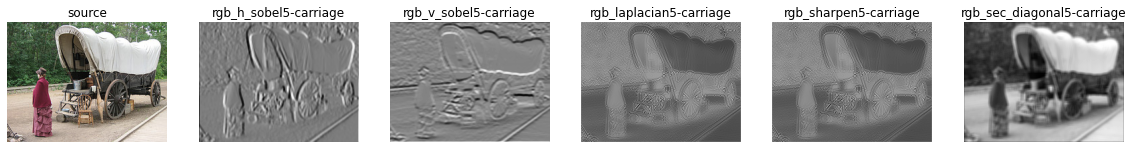 source
rgb_h_sobel5-carriage
rgb_v_sobel5-carriage
rgb_laplacian5-carriage
rgb_sharpen5-carriage
rgb_sec_diagonal5-carriage